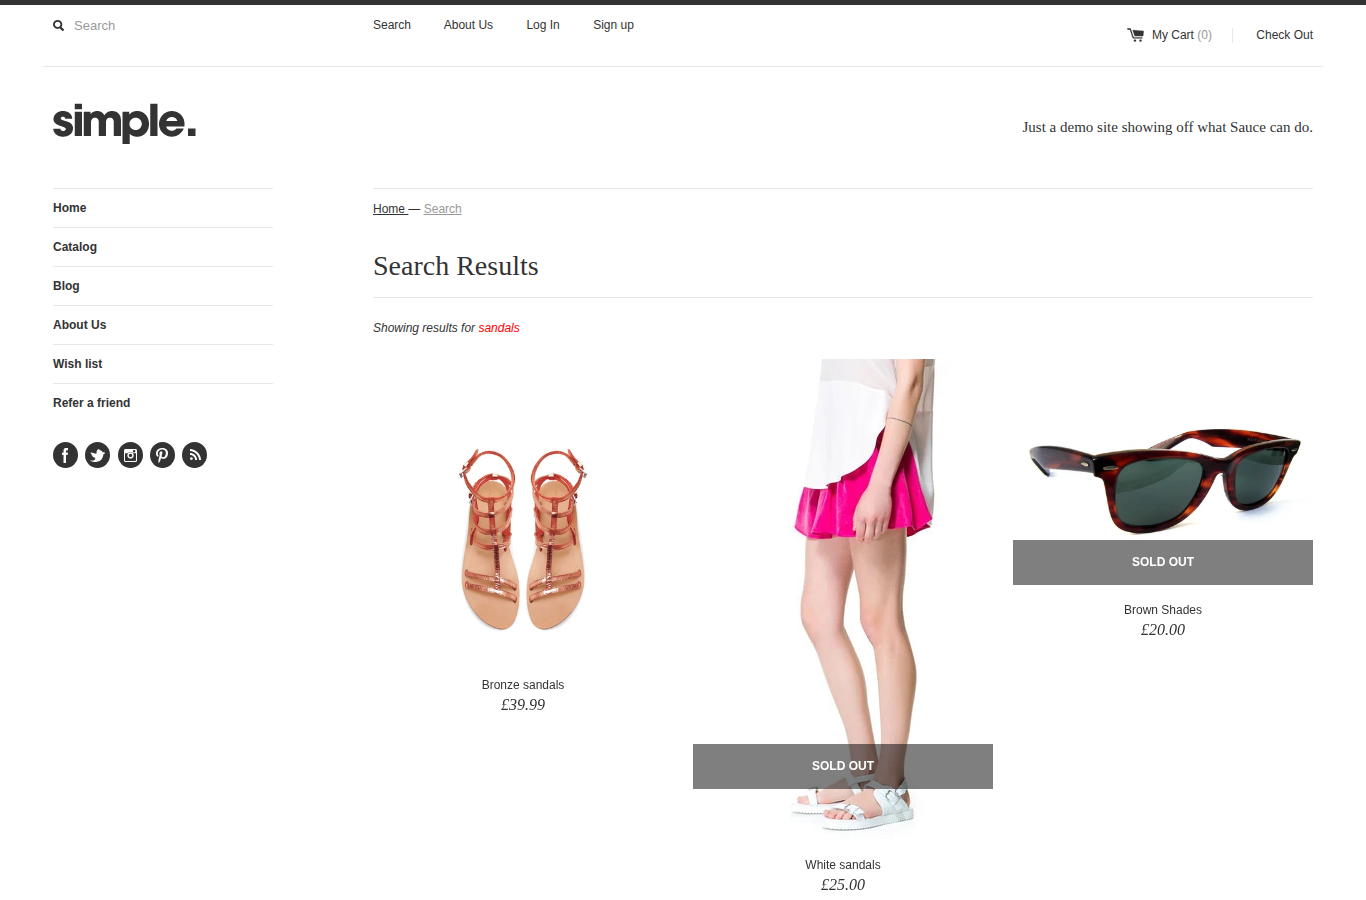 Search
Search
About Us
Log In
Sign up
My Cart (0)
Check Out
simple.
Just a demo site showing off what Sauce can do.
Home
Catalog
Blog
About Us
Wish list
Refer a friend
Home — Search
Search Results
Showing results for sandals
Bronze sandals
£39.99
SOLD OUT
White sandals
£25.00
SOLD OUT
Brown Shades
£20.00